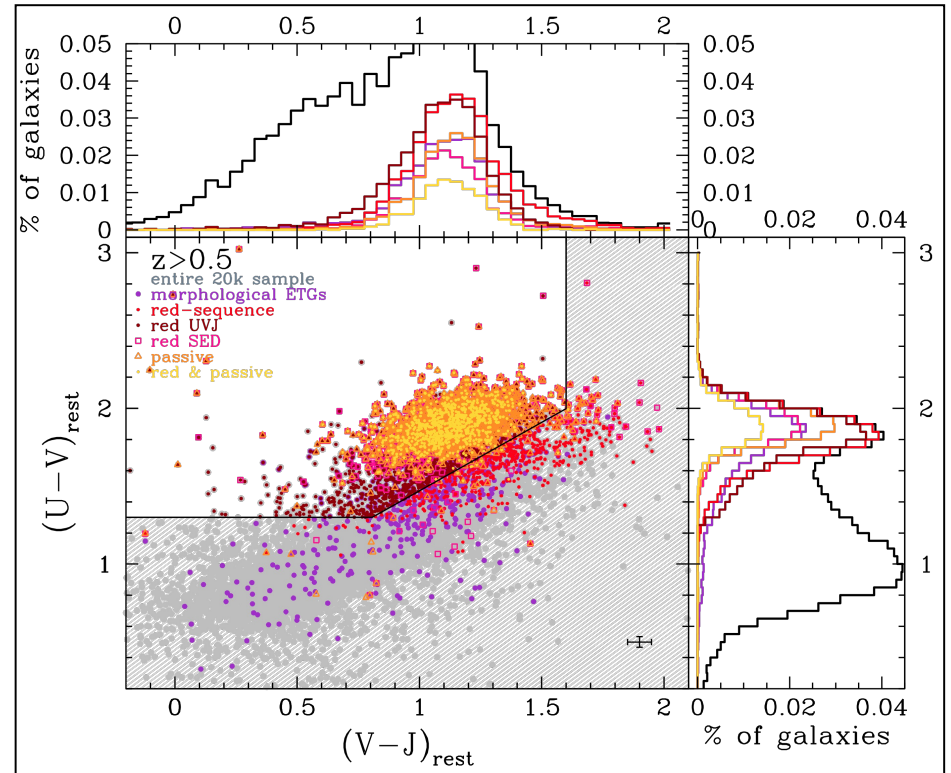 0 0.5 1 1.5 2
0.05 0.05
0.04 0.04
0.03 0.03
0.02 0.02
0.01 0.01
0 0
% of galaxies
0 0.02 0.04
z>0.5
entire 20k sample
morphological ETGs
red-sequence
red UVJ
red SED
passive
red & passive
3
2
1
(U-V)rest
0 0.5 1 1.5 2
(V-J)rest
0 0.02 0.04
% of galaxies